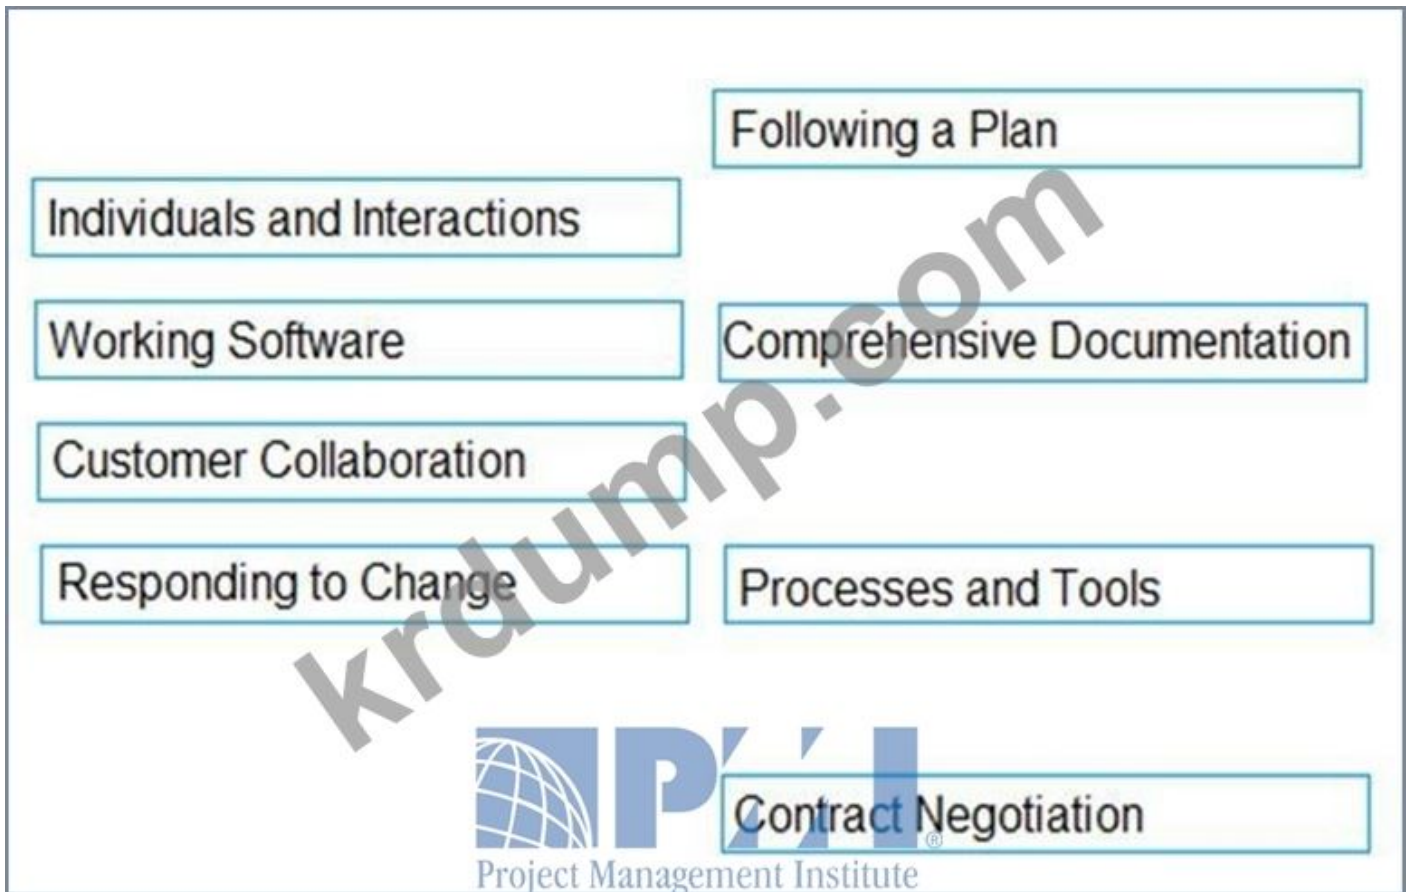 Following a Plan
Individuals and Interactions
Working Software
Comprehensive Documentation
Customer Collaboration
Responding to Change
Processes and Tools
Contract Negotiation
krdump.com
PMI
®
Project Management Institute